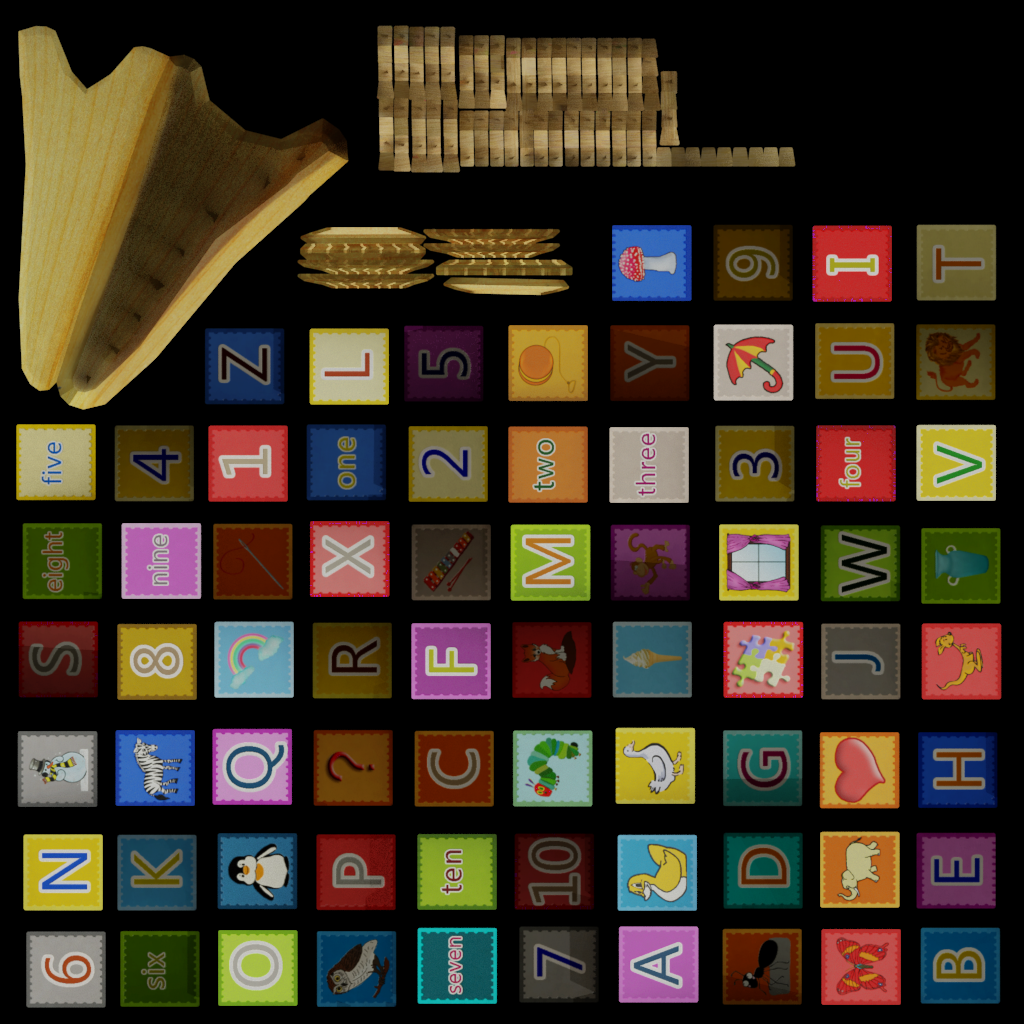 9 I T
Z L 5 Y U
five 4 1 one 2 two three 3 four V
eight nine X M W
S 8 R F J
Q ? C G H
N K P ten 10 D E
6 six O seven 7 A B